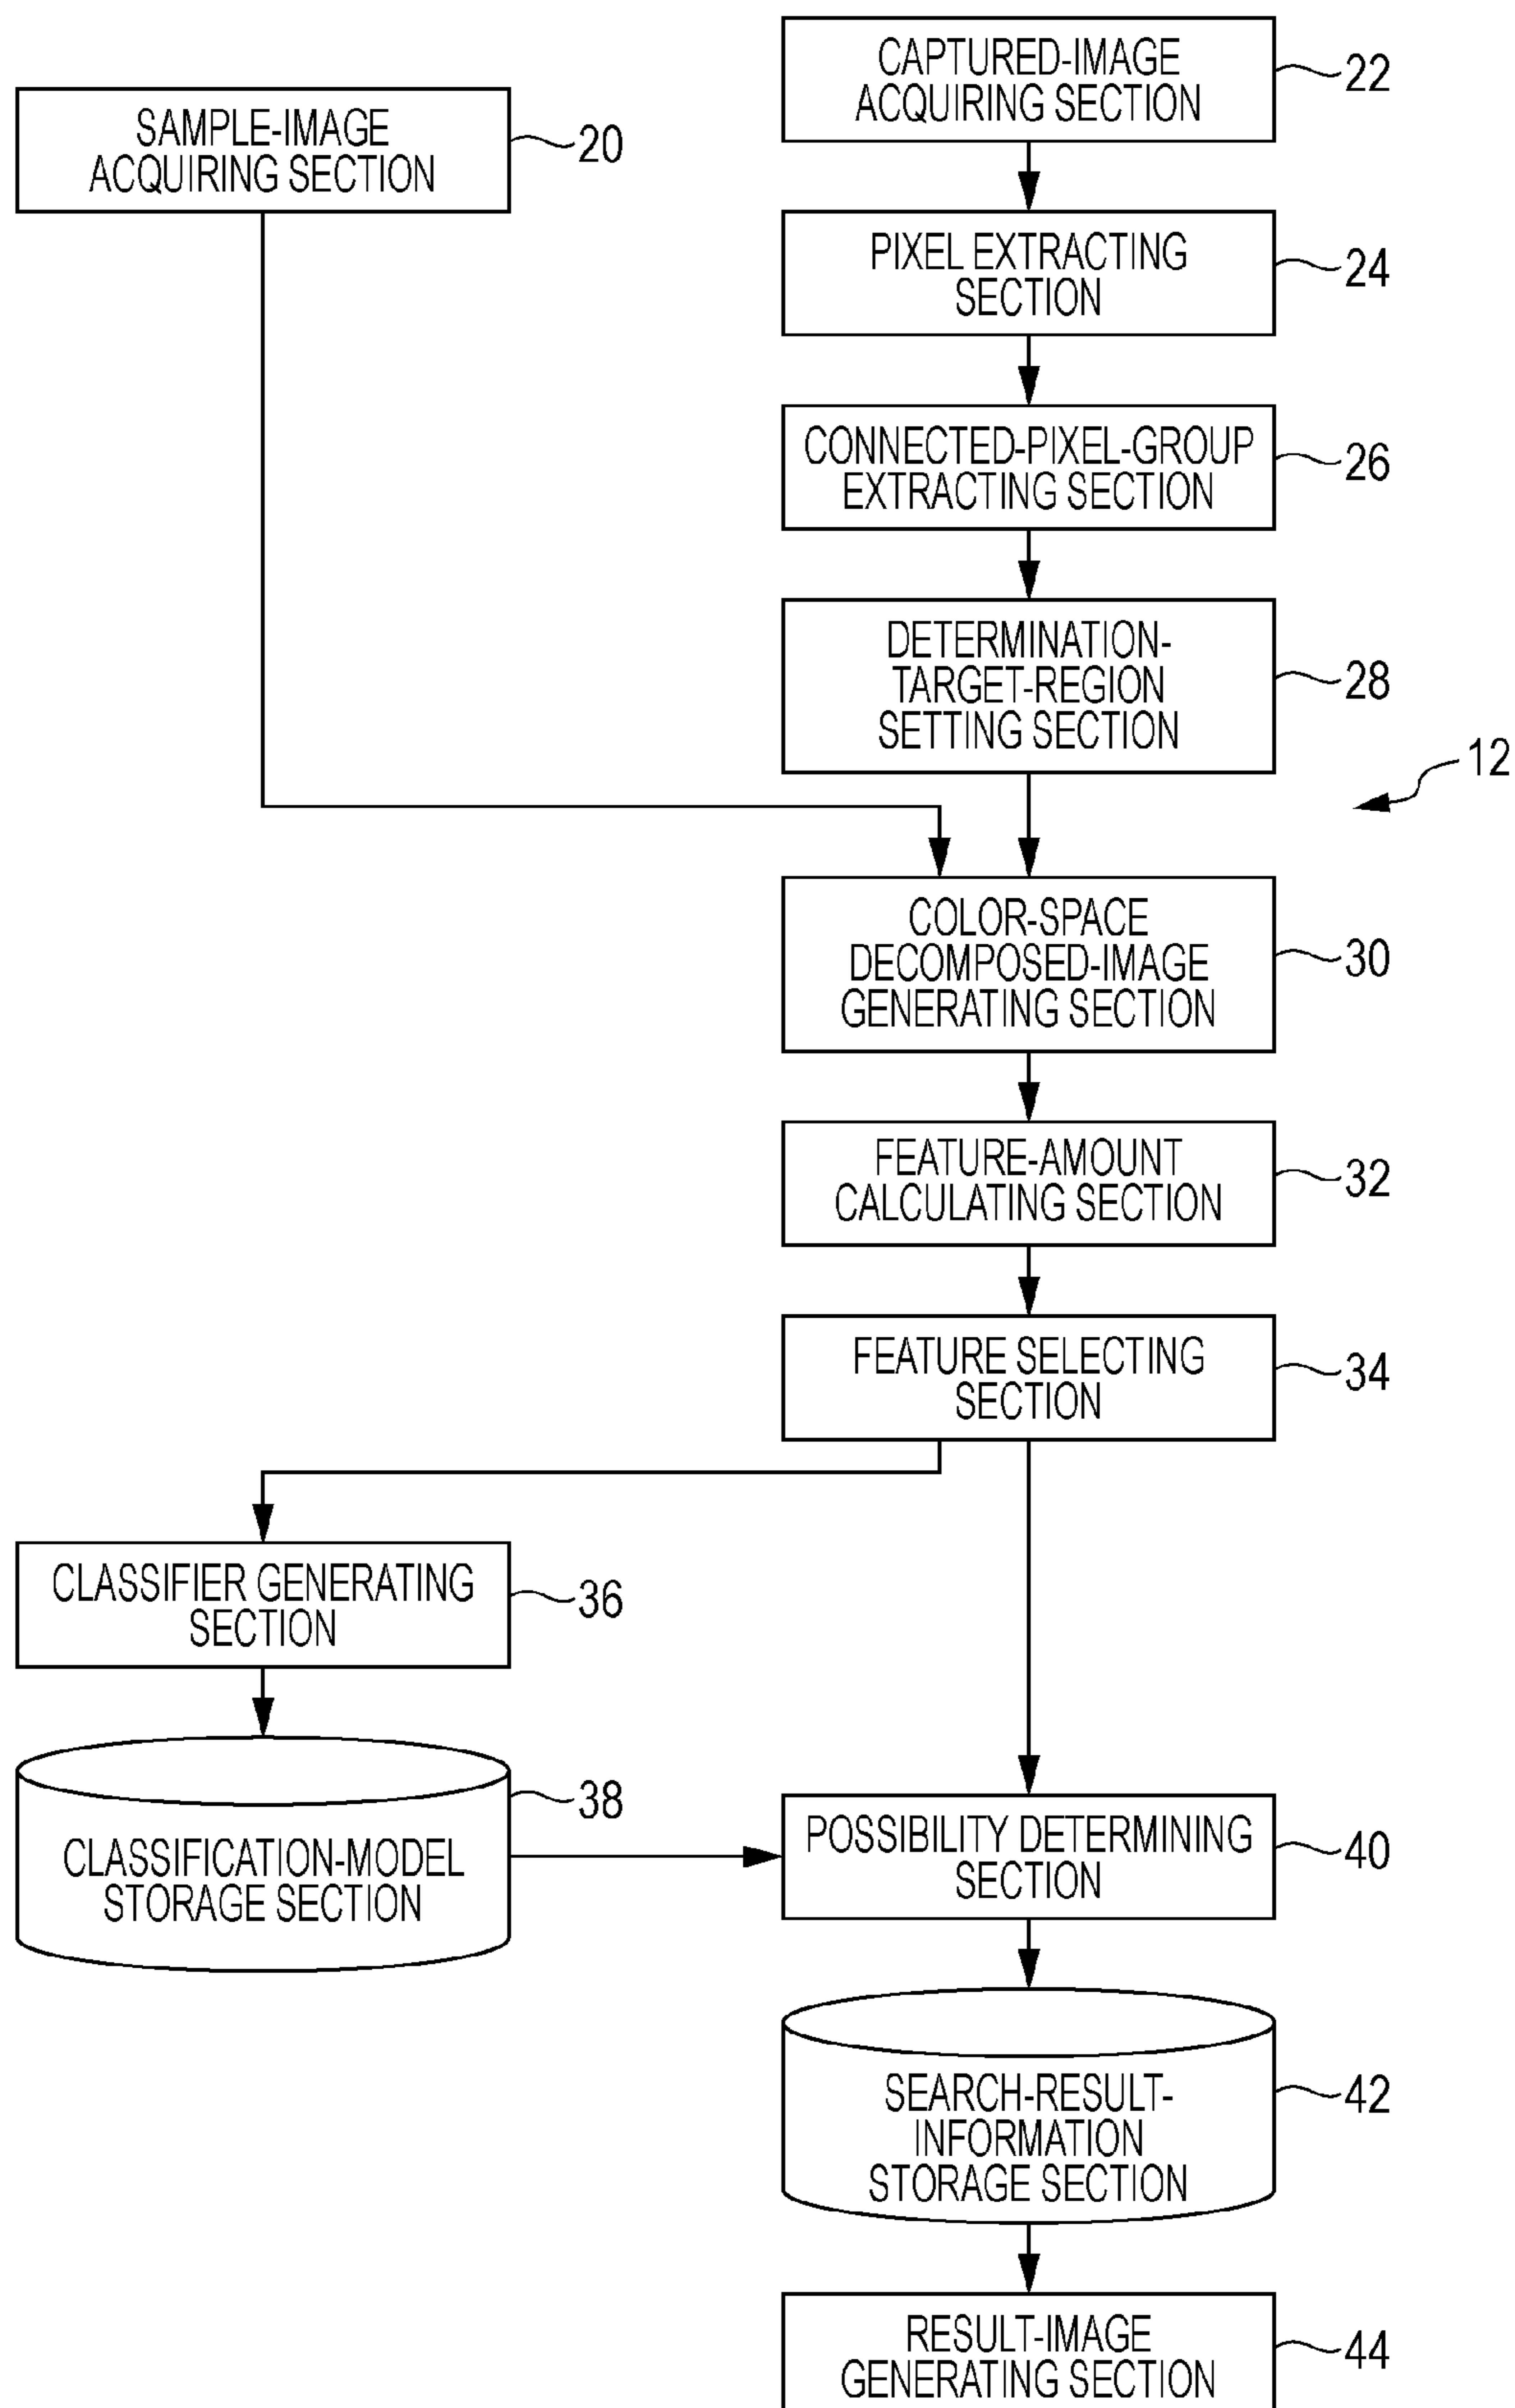 CAPTURED-IMAGE
ACQUIRING SECTION
22
SAMPLE-IMAGE
ACQUIRING SECTION
20
PIXEL EXTRACTING
SECTION
24
CONNECTED-PIXEL-GROUP
EXTRACTING SECTION
26
DETERMINATION-
TARGET-REGION
SETTING SECTION
28
12
COLOR-SPACE
DECOMPOSED-IMAGE
GENERATING SECTION
30
FEATURE-AMOUNT
CALCULATING SECTION
32
FEATURE SELECTING
SECTION
34
CLASSIFIER GENERATING
SECTION
36
CLASSIFICATION-MODEL
STORAGE SECTION
38
POSSIBILITY DETERMINING
SECTION
40
SEARCH-RESULT-
INFORMATION
STORAGE SECTION
42
RESULT-IMAGE
GENERATING SECTION
44